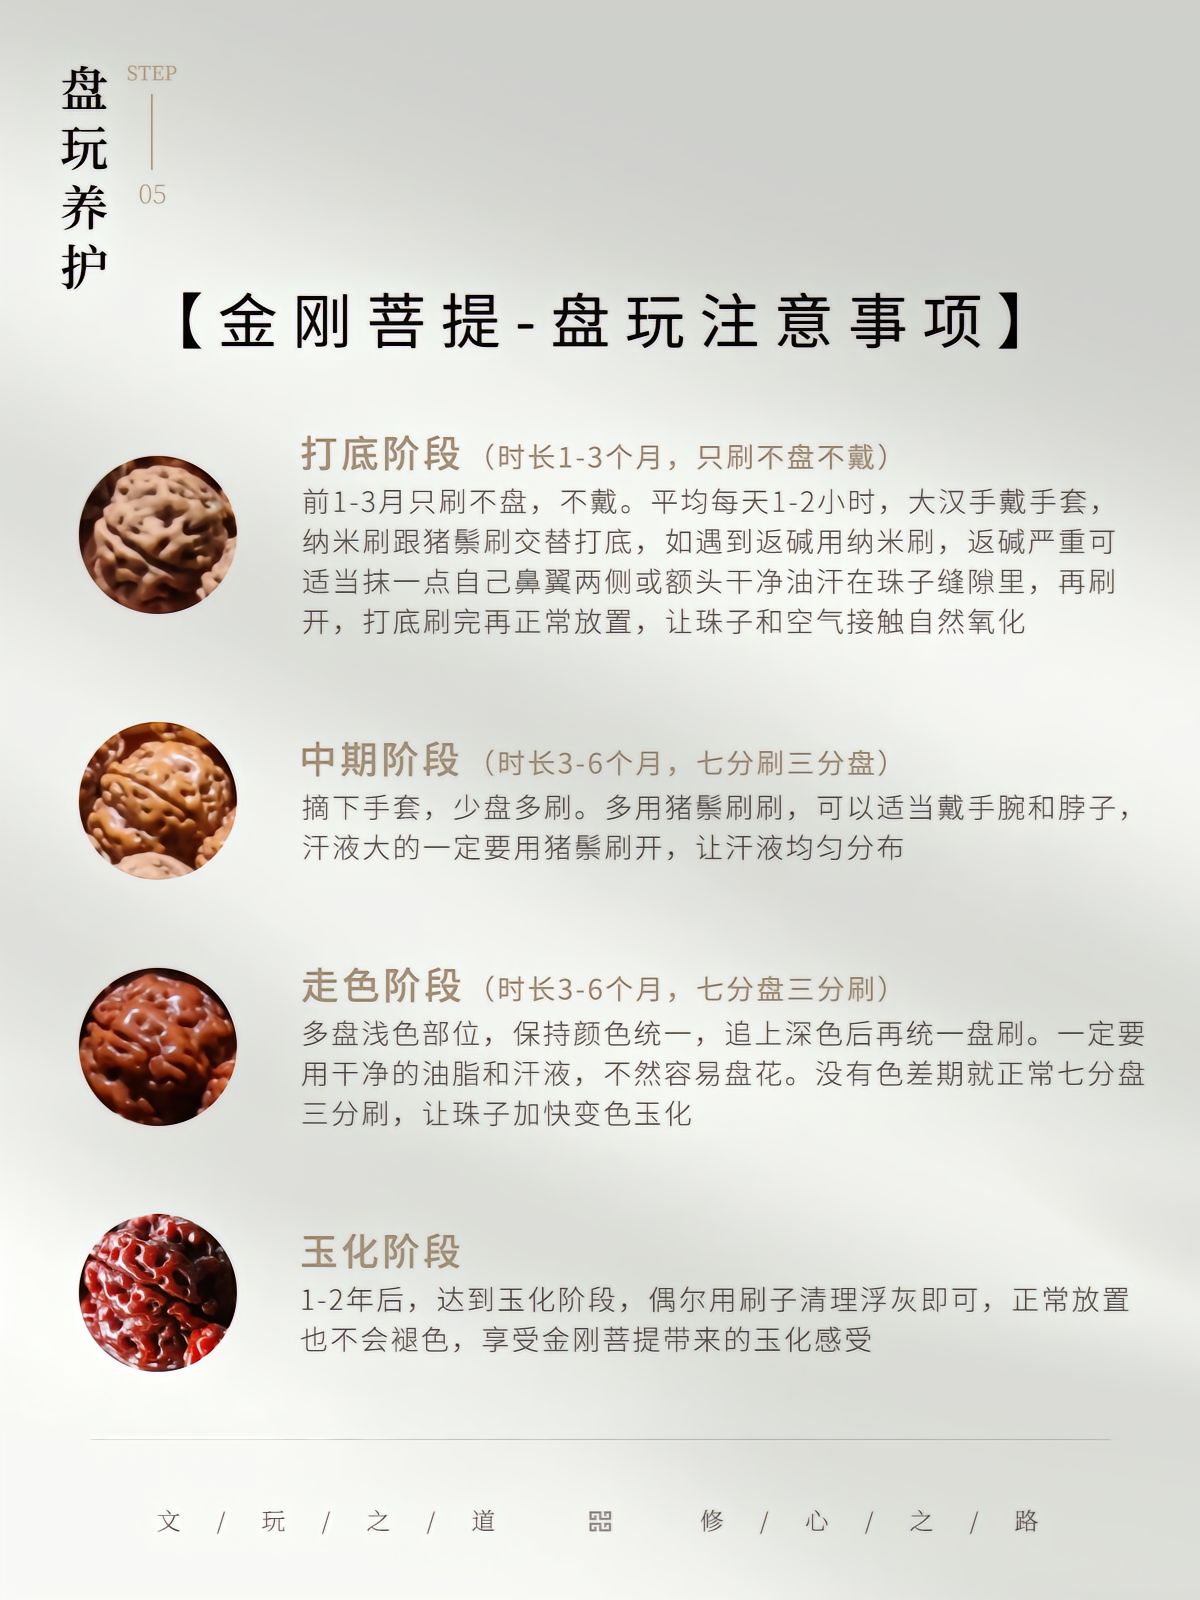 盘玩养护
STEP
05
【金刚菩提-盘玩注意事项】
打底阶段（时长1-3个月，只刷不盘不戴）
前1-3月只刷不盘，不戴。平均每天1-2小时，大汉手戴手套，
纳米刷跟猪鬃刷交替打底，如遇到返碱用纳米刷，返碱严重可
适当抹一点自己鼻翼两侧或额头干净油汗在珠子缝隙里，再刷
开，打底刷完再正常放置，让珠子和空气接触自然氧化
中期阶段（时长3-6个月，七分刷三分盘）
摘下手套，少盘多刷。多用猪鬃刷刷，可以适当戴手腕和脖子，
汗液大的一定要用猪鬃刷开，让汗液均匀分布
走色阶段（时长3-6个月，七分盘三分刷）
多盘浅色部位，保持颜色统一，追上深色后再统一盘刷。一定要
用干净的油脂和汗液，不然容易盘花。没有色差期就正常七分盘
三分刷，让珠子加快变色玉化
玉化阶段
1-2年后，达到玉化阶段，偶尔用刷子清理浮灰即可，正常放置
也不会褪色，享受金刚菩提带来的玉化感受
文/玩/之/道 修/心/之/路